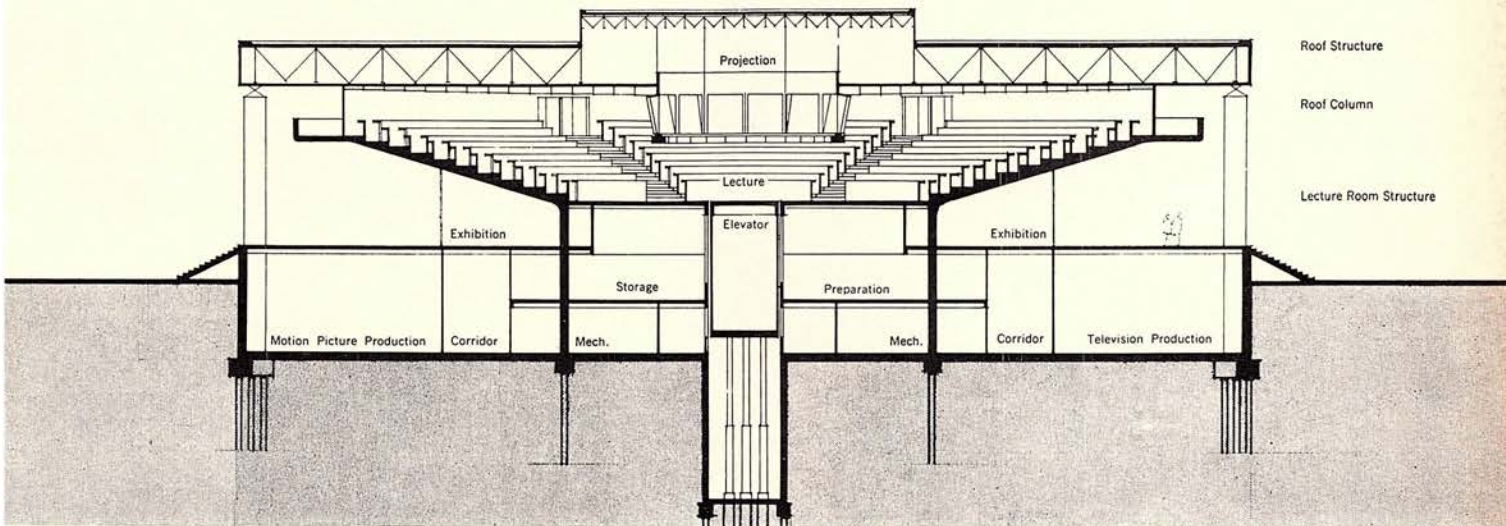 Roof Structure
Projection
Roof Column
Lecture
Lecture Room Structure
Elevator
Exhibition
Exhibition
Storage
Preparation
Motion Picture Production
Corridor
Mech.
Mech.
Corridor
Television Production